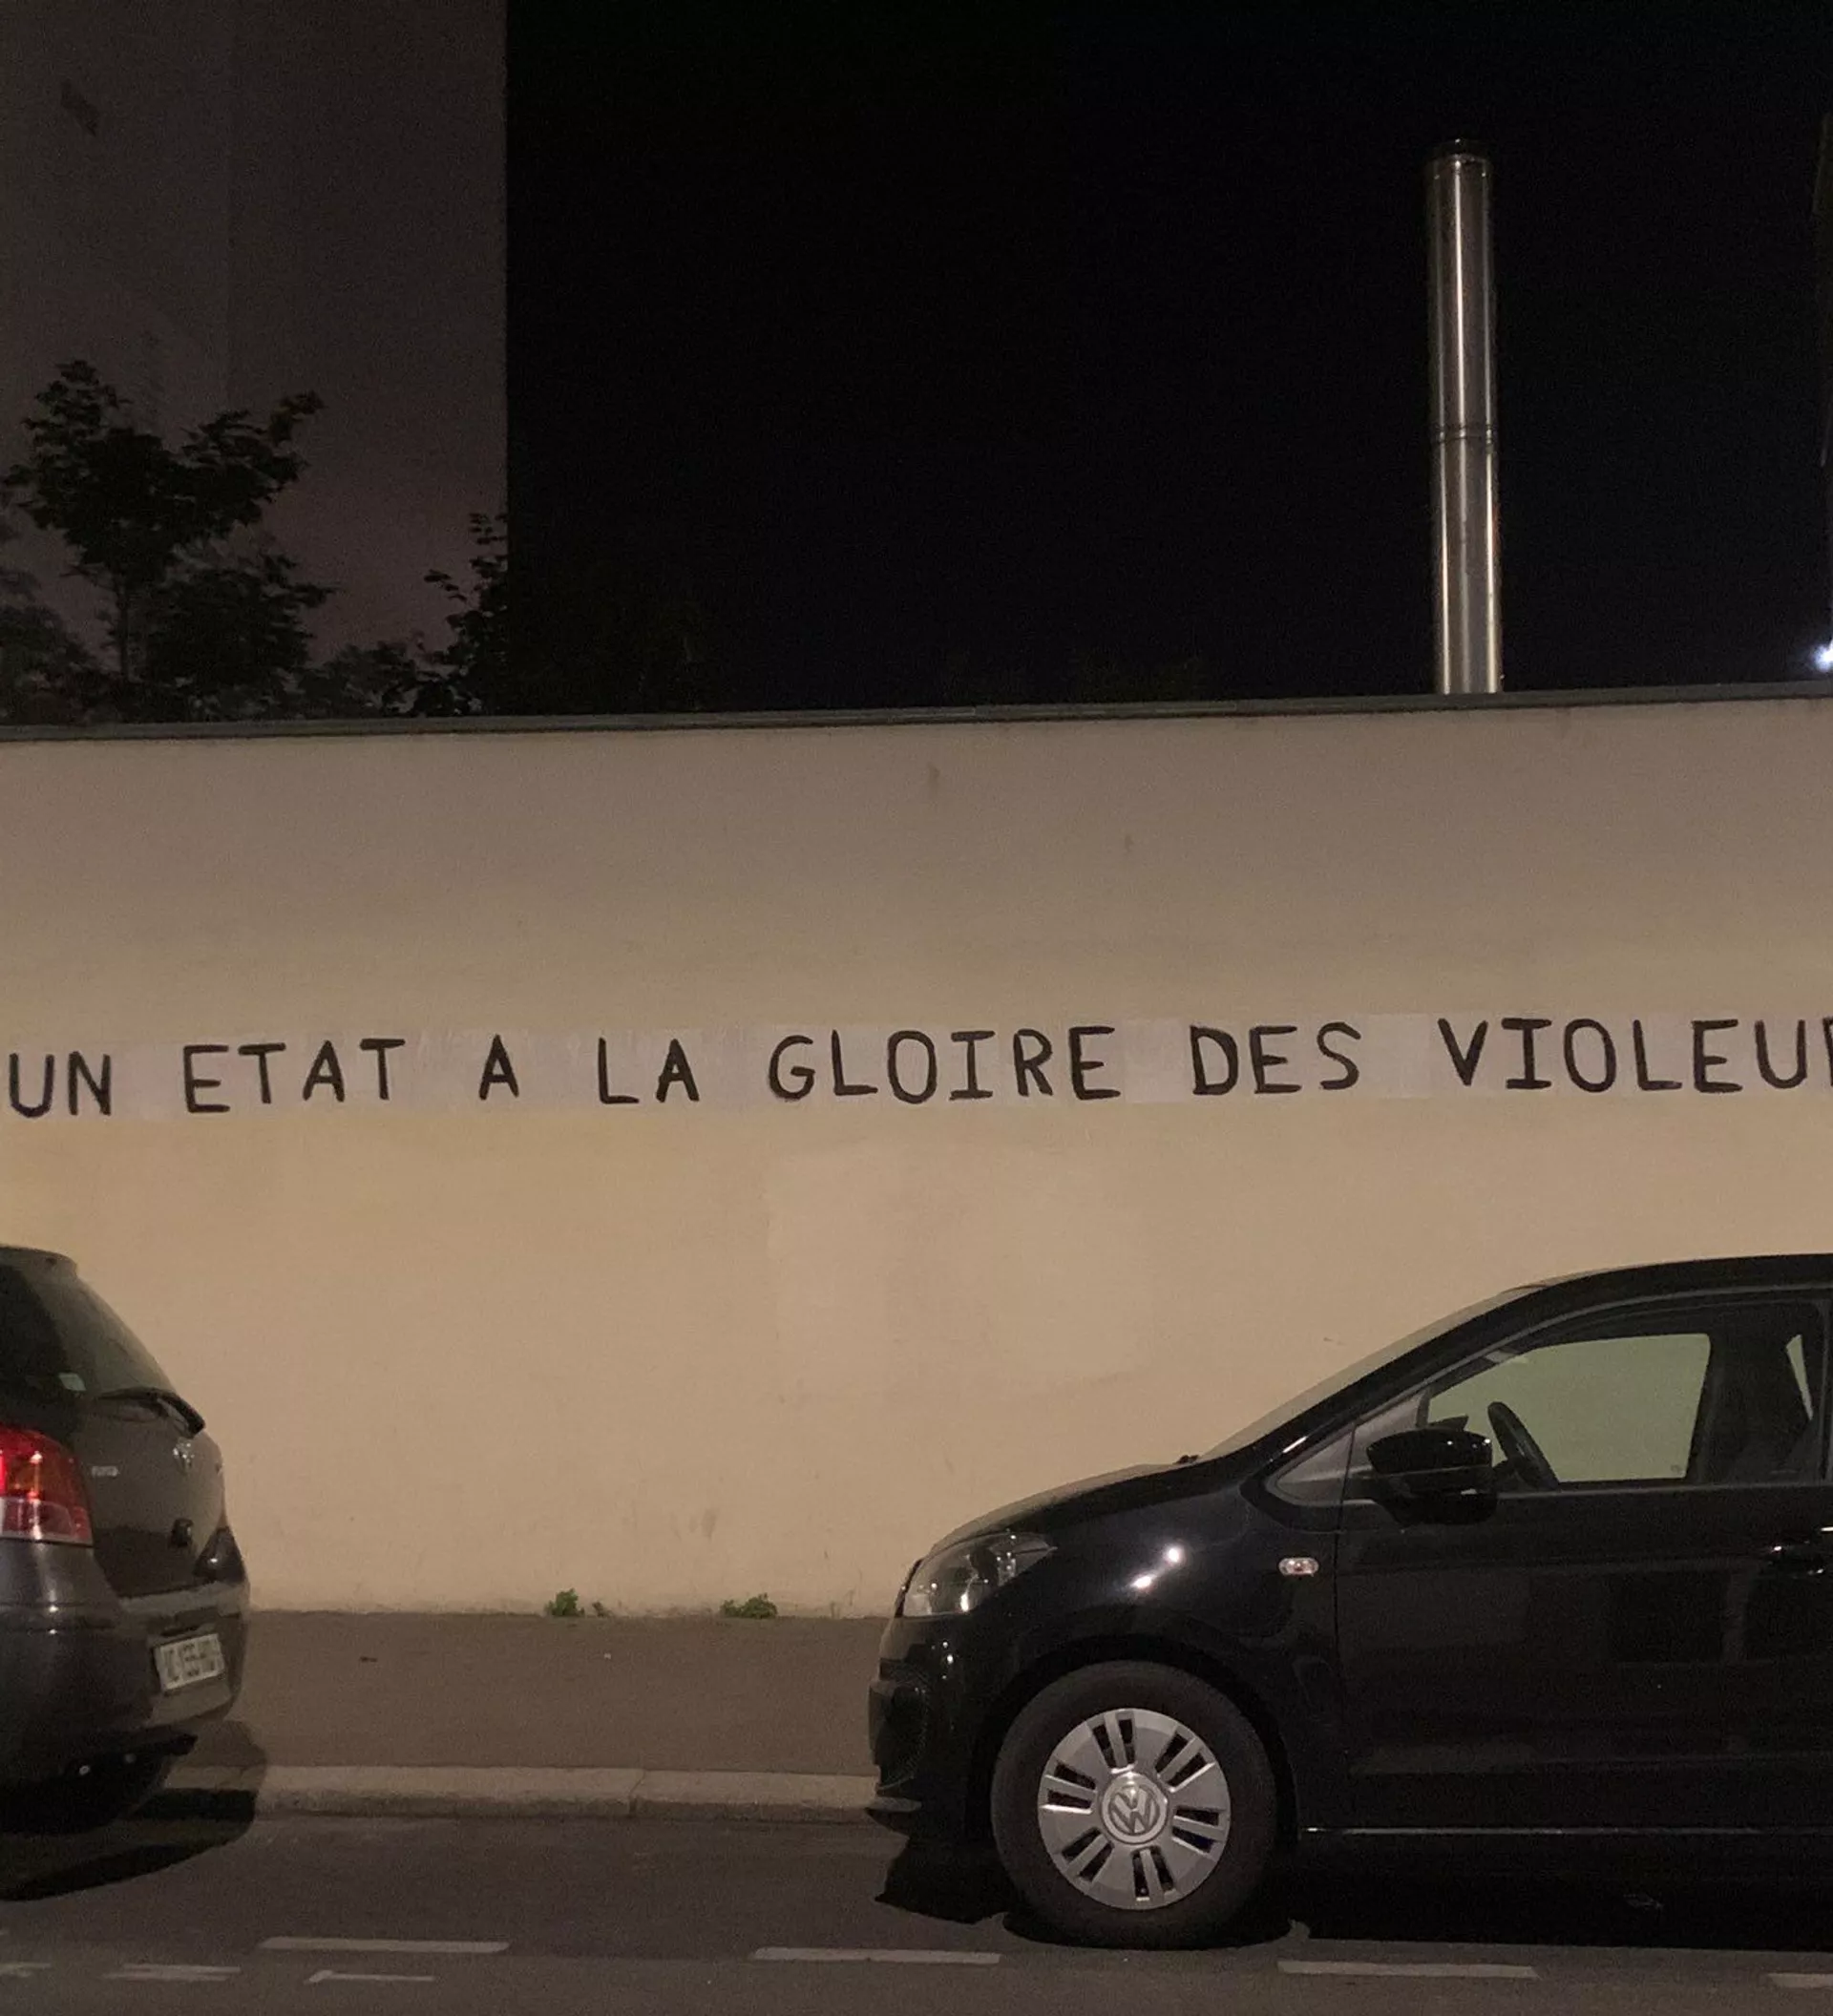 UN ETAT A LA GLOIRE DES VIOLEU